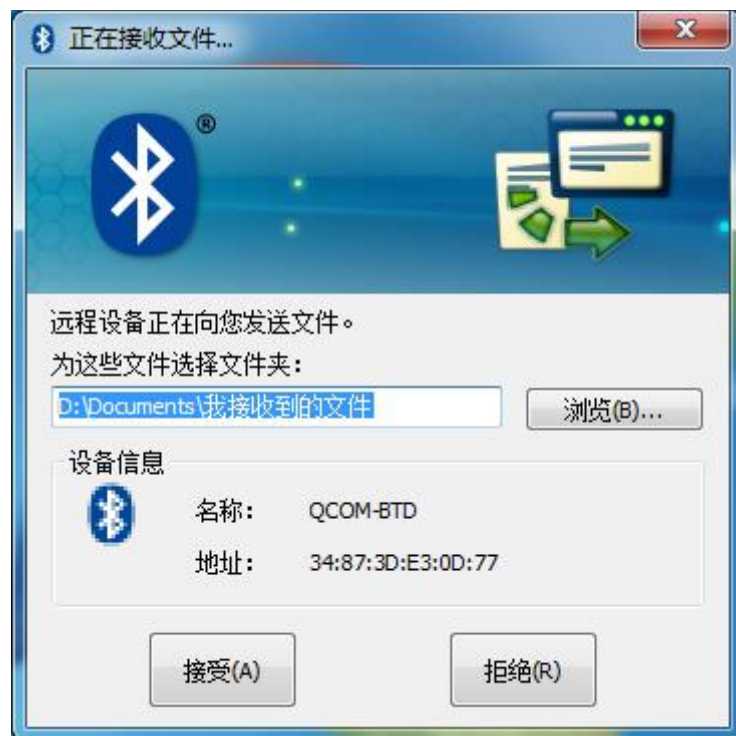 正在接收文件...
®
远程设备正在向您发送文件。
为这些文件选择文件夹：
D:\Documents\我接收到的文件
浏览(B)...
设备信息
名称： QCOM-BTD
地址： 34:87:3D:E3:0D:77
接受(A) 拒绝(R)